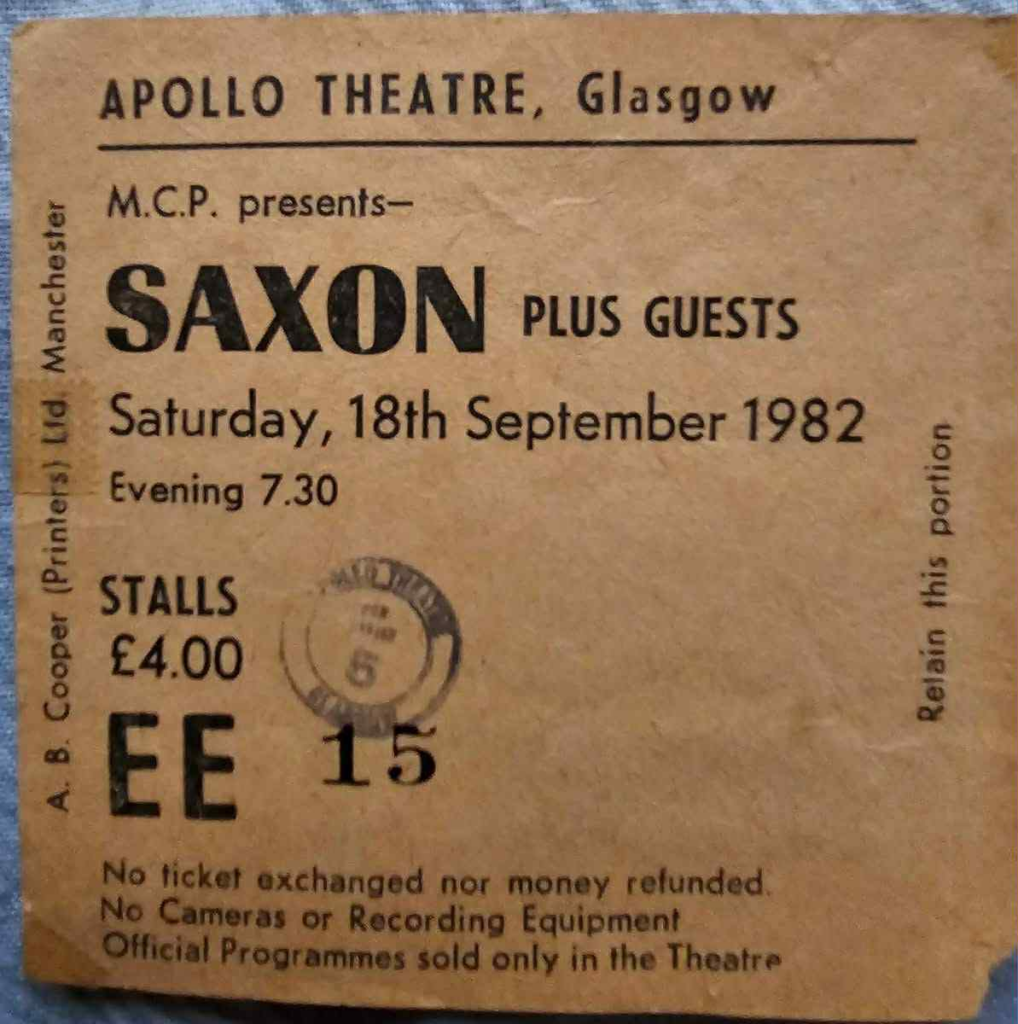 APOLLO THEATRE, Glasgow
M.C.P. presents—
SAXON PLUS GUESTS
Saturday, 18th September 1982
Evening 7.30
STALLS
£4.00
EE 15
No ticket exchanged nor money refunded.
No Cameras or Recording Equipment
Official Programmes sold only in the Theatre
A. B. Cooper (Printers) Ltd. Manchester
Retain this portion
THEATRE
5